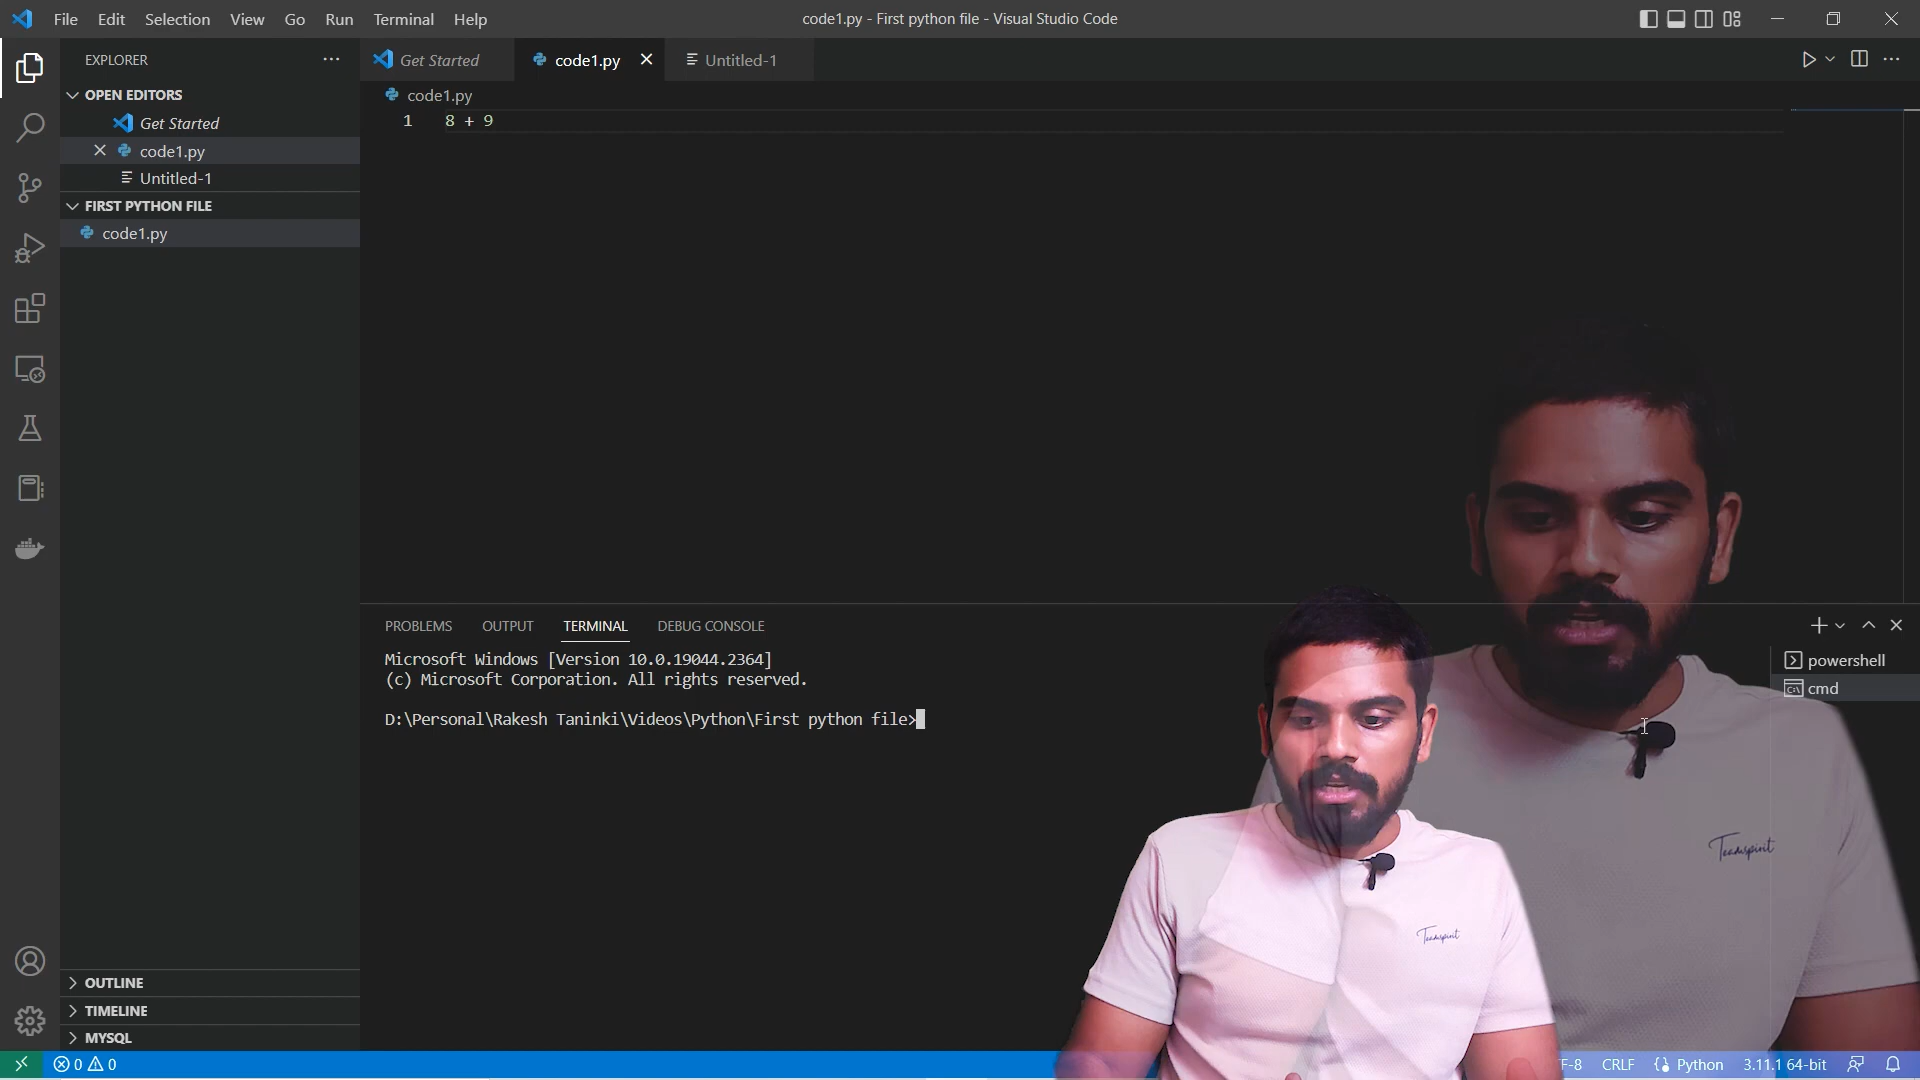 File Edit Selection View Go Run Terminal Help
code1.py - First python file - Visual Studio Code
EXPLORER
OPEN EDITORS
Get Started
code1.py
Untitled-1
FIRST PYTHON FILE
code1.py
OUTLINE
TIMELINE
MYSQL
Get Started
code1.py
Untitled-1
code1.py
1 8 + 9
PROBLEMS OUTPUT TERMINAL DEBUG CONSOLE
Microsoft Windows [Version 10.0.19044.2364]
(c) Microsoft Corporation. All rights reserved.
D:\Personal\Rakesh Taninki\Videos\Python\First python file>
powershell
cmd
Teamspirit
Teamspirit
0 0
F-8 CRLF Python 3.11.1 64-bit